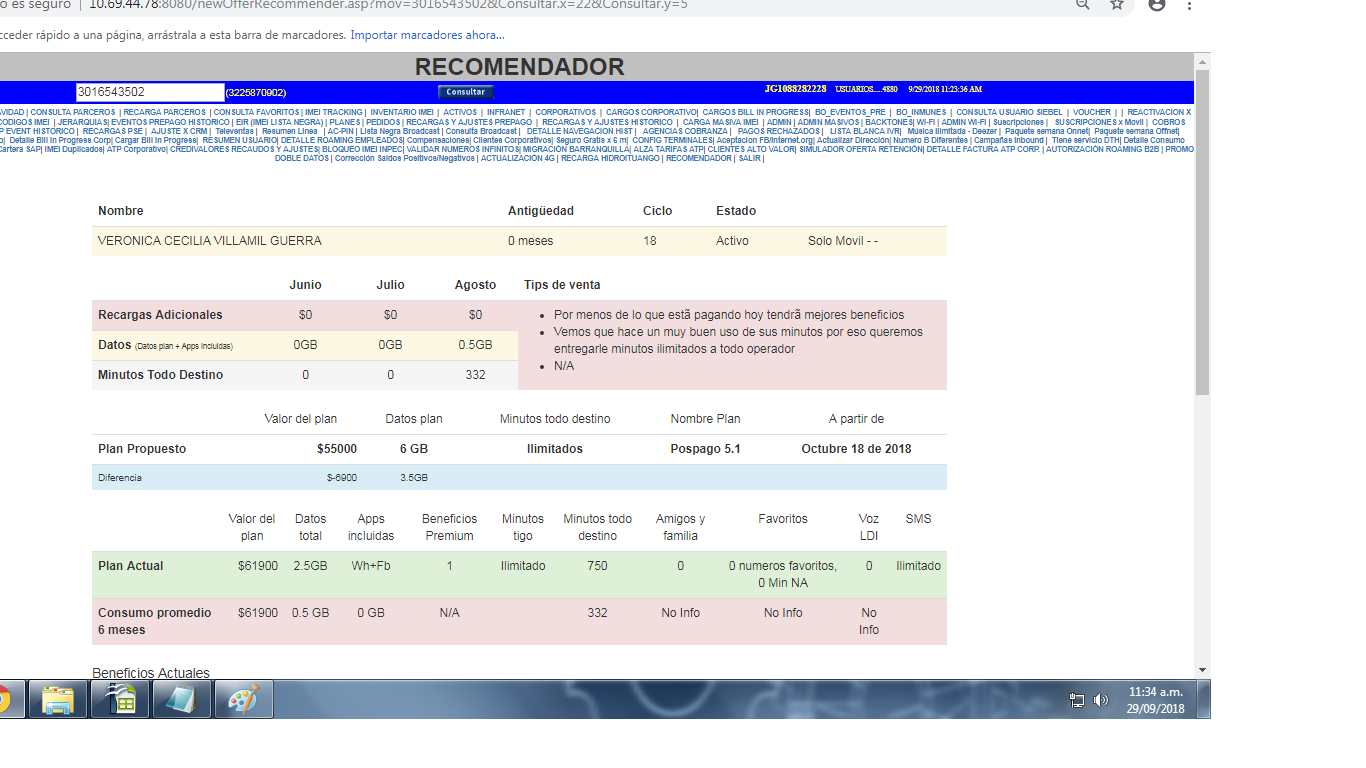 o es seguro | 10.69.44.78:8080/newOfferRecommender.asp?mov=3016543502&Consultar.x=22&Consultar.y=5
cceder rápido a una página, arrástrala a esta barra de marcadores. Importar marcadores ahora...
RECOMENDADOR
3016543502 (3225870902) Consultar JG1088282228 USUARIOS.....4880 9/29/2018 11:23:36 AM
AVIDAD | CONSULTA PARCEROS | RECARGA PARCEROS | CONSULTA FAVORITOS | IMEI TRACKING | INVENTARIO IMEI | ACTIVOS | INFRANET | CORPORATIVOS | CARGOS CORPORATIVO| CARGOS BILL IN PROGRESS| BO_EVENTOS_PRE | BO_INMUNES | CONSULTA USUARIO SIEBEL | VOUCHER | | REACTIVACION X
CODIGOS IMEI | JERARQUIAS| EVENTOS PREPAGO HISTORICO | EIR (IMEI LISTA NEGRA) | PLANES | PEDIDOS | RECARGAS Y AJUSTES PREPAGO | RECARGAS Y AJUSTES HISTORICO | CARGA MASIVA IMEI | ADMIN| ADMIN MASIVOS | BACKTONES| Wi-Fi | ADMIN WI-FI | Suscripciones | SUSCRIPCIONES x Movil | COBROS
P EVENT HISTORICO | RECARGAS PSE | AJUSTE X CRM | Televentas | Resumen Linea | AC-PIN | Lista Negra Broadcast | Consulta Broadcast | DETALLE NAVEGACION HIST | AGENCIAS COBRANZA | PAGOS RECHAZADOS | LISTA BLANCA IVR| Música Ilimitada - Deezer | Paquete semana Onnet| Paquete semana Offnet|
o| Detalle Bill In Progress Corp| Cargar Bill In Progress| RESUMEN USUARIO| DETALLE ROAMING EMPLEADOS| Compensaciones| Clientes Corporativos| Seguro Gratis x 6 m| CONFIG TERMINALES| Aceptacion FB/Internet.org| Actualizar Dirección| Numero B Diferentes | Campañas Inbound | Tiene servicio DTH| Detalle Consumo
Cartera SAP| IMEI Duplicados| ATP Corporativo| CREDIVALORES RECAUDOS Y AJUSTES| BLOQUEO IMEI INPEC| VALIDAR NUMEROS INFINITOS| MIGRACIÓN BARRANQUILLA| ALZA TARIFAS ATP| CLIENTES ALTO VALOR| SIMULADOR OFERTA RETENCIÓN| DETALLE FACTURA ATP CORP. | AUTORIZACIÓN ROAMING B2B | PROMO
DOBLE DATOS | Corrección Saldos Positivos/Negativos | ACTUALIZACIÓN 4G | RECARGA HIDROITUANGO | RECOMENDADOR | SALIR |
Nombre Antigüedad Ciclo Estado
VERONICA CECILIA VILLAMIL GUERRA 0 meses 18 Activo Solo Movil - -
Junio Julio Agosto Tips de venta
Recargas Adicionales $0 $0 $0
Datos (Datos plan + Apps incluidas) 0GB 0GB 0.5GB
Minutos Todo Destino 0 0 332
• Por menos de lo que estã pagando hoy tendrã mejores beneficios
• Vemos que hace un muy buen uso de sus minutos por eso queremos
entregarle minutos ilimitados a todo operador
• N/A
Valor del plan Datos plan Minutos todo destino Nombre Plan A partir de
Plan Propuesto $55000 6 GB Ilimitados Pospago 5.1 Octubre 18 de 2018
Diferencia $-6900 3.5GB
Valor del plan Datos total Apps incluidas Beneficios Premium Minutos tigo Minutos todo destino Amigos y familia Favoritos Voz LDI SMS
Plan Actual $61900 2.5GB Wh+Fb 1 Ilimitado 750 0 0 numeros favoritos, 0 Min NA 0 Ilimitado
Consumo promedio 6 meses $61900 0.5 GB 0 GB N/A 332 No Info No Info No Info
Beneficios Actuales
11:34 a.m.
29/09/2018